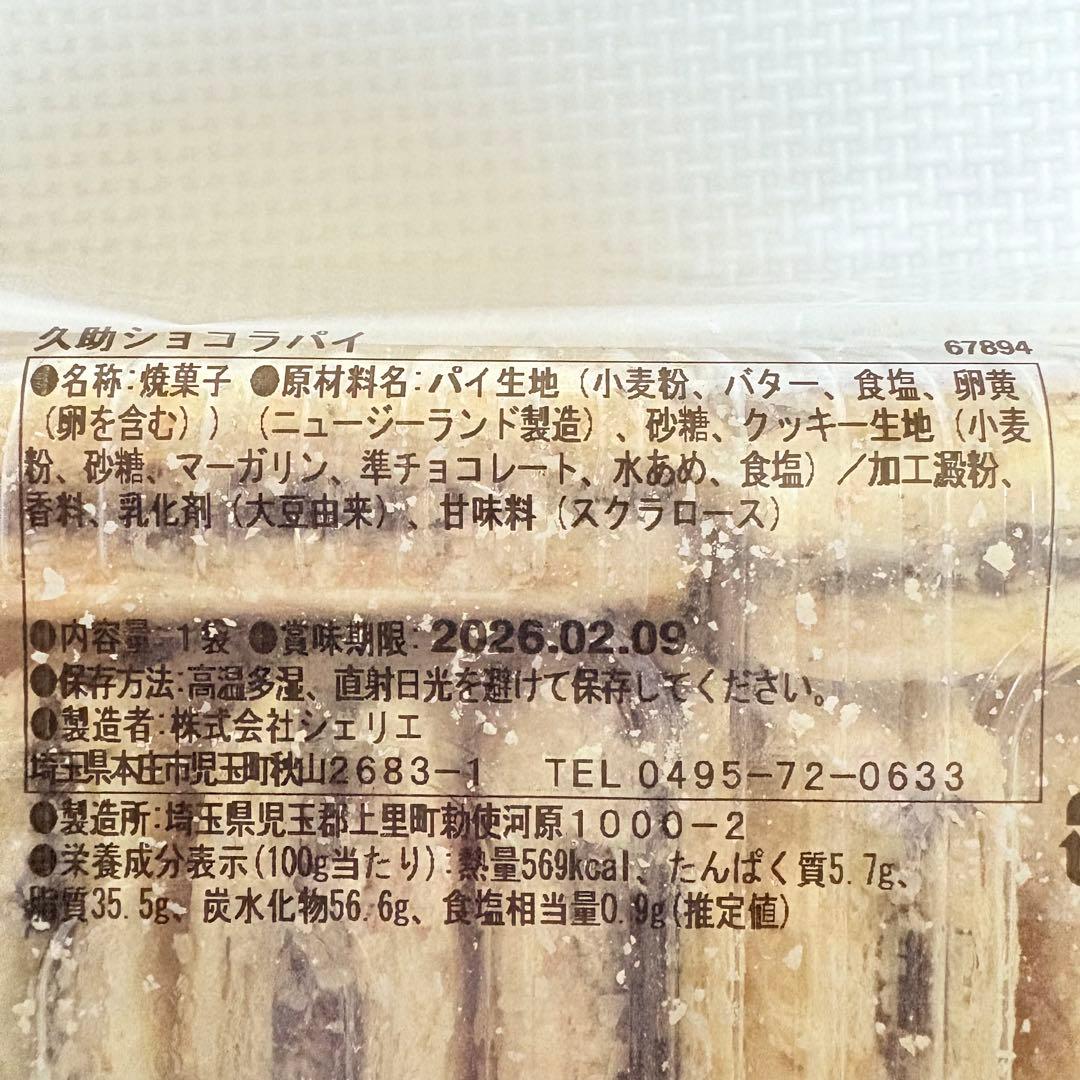 久助ショコラパイ 67894
●名称:焼菓子 ●原材料名:パイ生地(小麦粉、バター、食塩、卵黄
(卵を含む))(ニュージーランド製造)、砂糖、クッキー生地(小麦
粉、砂糖、マーガリン、準チョコレート、水あめ、食塩)/加工澱粉、
香料、乳化剤(大豆由来)、甘味料(スクラロース)
●内容量:1袋 ●賞味期限:2026.02.09
●保存方法:高温多湿、直射日光を避けて保存してください。
●製造者:株式会社シェリエ
埼玉県本庄市児玉町秋山2683-1 TEL 0495-72-0633
●製造所:埼玉県児玉郡上里町勅使河原1000-2
●栄養成分表示(100g当たり):熱量569kcal、たんぱく質5.7g、
脂質35.5g、炭水化物56.6g、食塩相当量0.9g(推定値)